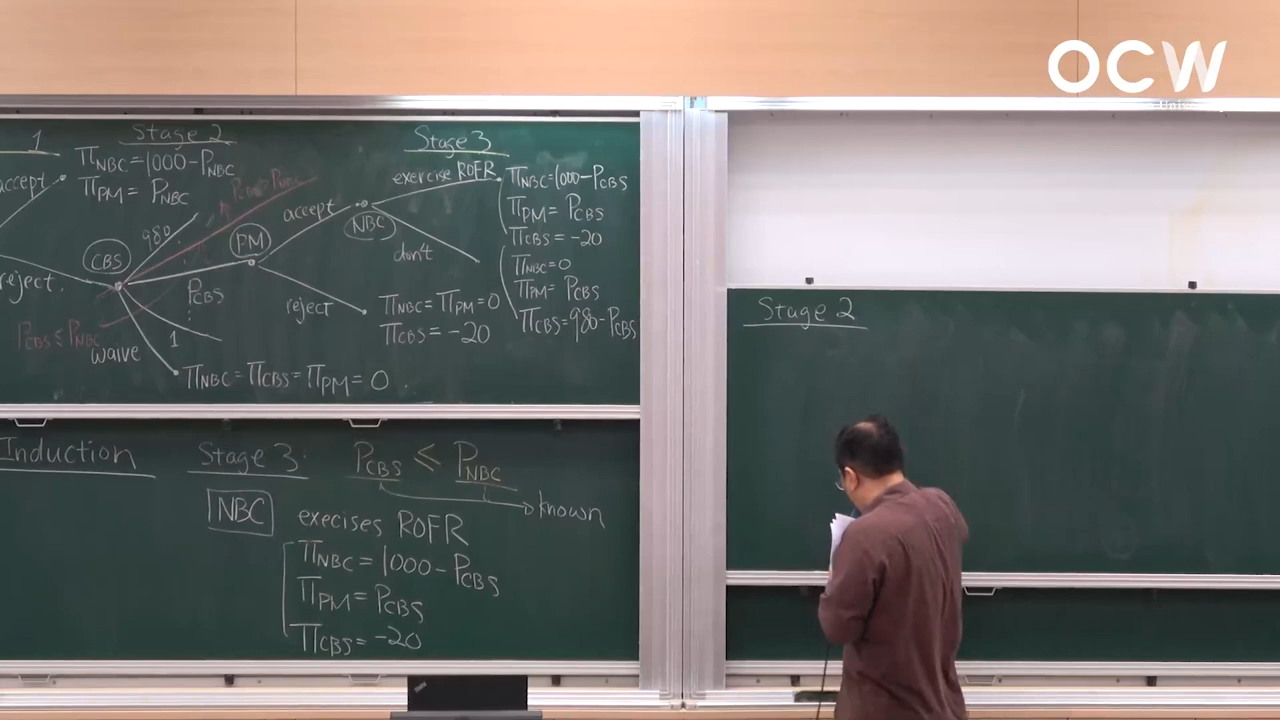 OCW
1
Stage 2
Stage 3
accept
ΠNBC = 1000 - PNBC
ΠPM = PNBC
exercise ROFR
ΠNBC = 1000 - PCBS
ΠPM = PCBS
ΠCBS = -20
980
accept
PM
NBC
don't
CBS
reject.
PCBS
ΠNBC = 0
ΠPM = PCBS
ΠCBS = 980 - PCBS
reject
ΠNBC = ΠPM = 0
ΠCBS = -20
PCBS ≤ PNBC
waive
1
ΠNBC = ΠCBS = ΠPM = 0
Induction
Stage 3
PCBS ≤ PNBC
known
NBC
execises ROFR
ΠNBC = 1000 - PCBS
ΠPM = PCBS
ΠCBS = -20
Stage 2